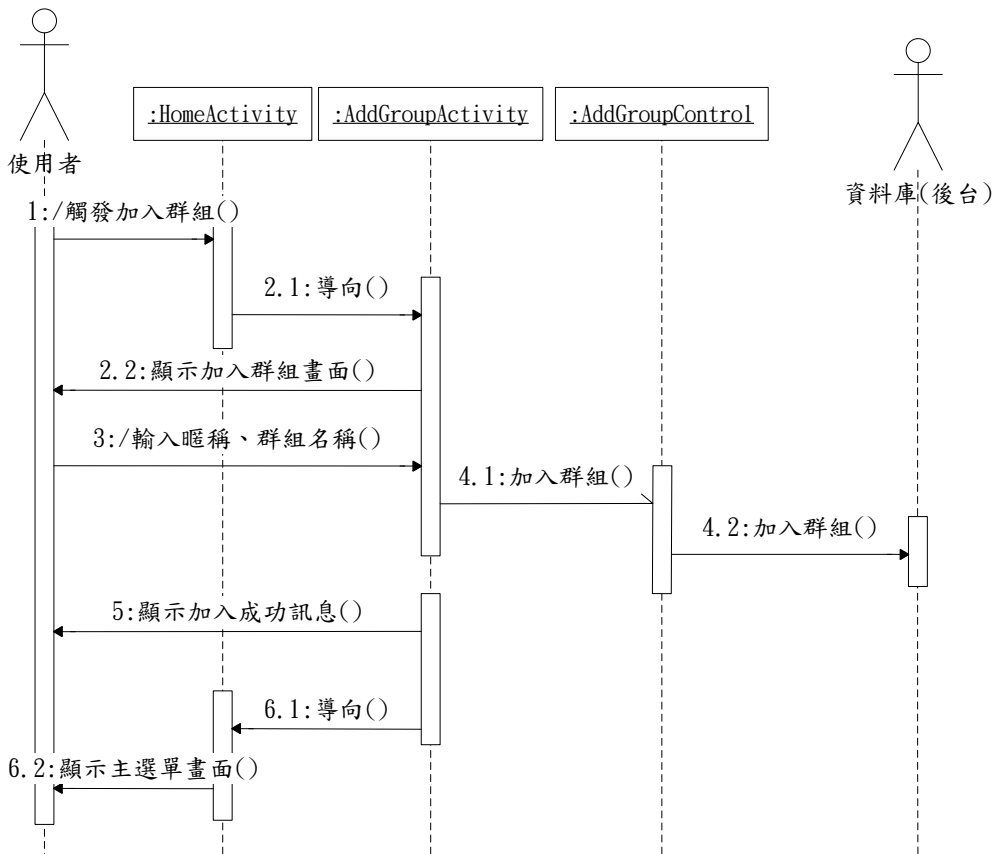 :HomeActivity
:AddGroupActivity
:AddGroupControl
使用者
資料庫(後台)
1:/觸發加入群組()
2.1:導向()
2.2:顯示加入群組畫面()
3:/輸入暱稱、群組名稱()
4.1:加入群組()
4.2:加入群組()
5:顯示加入成功訊息()
6.1:導向()
6.2:顯示主選單畫面()